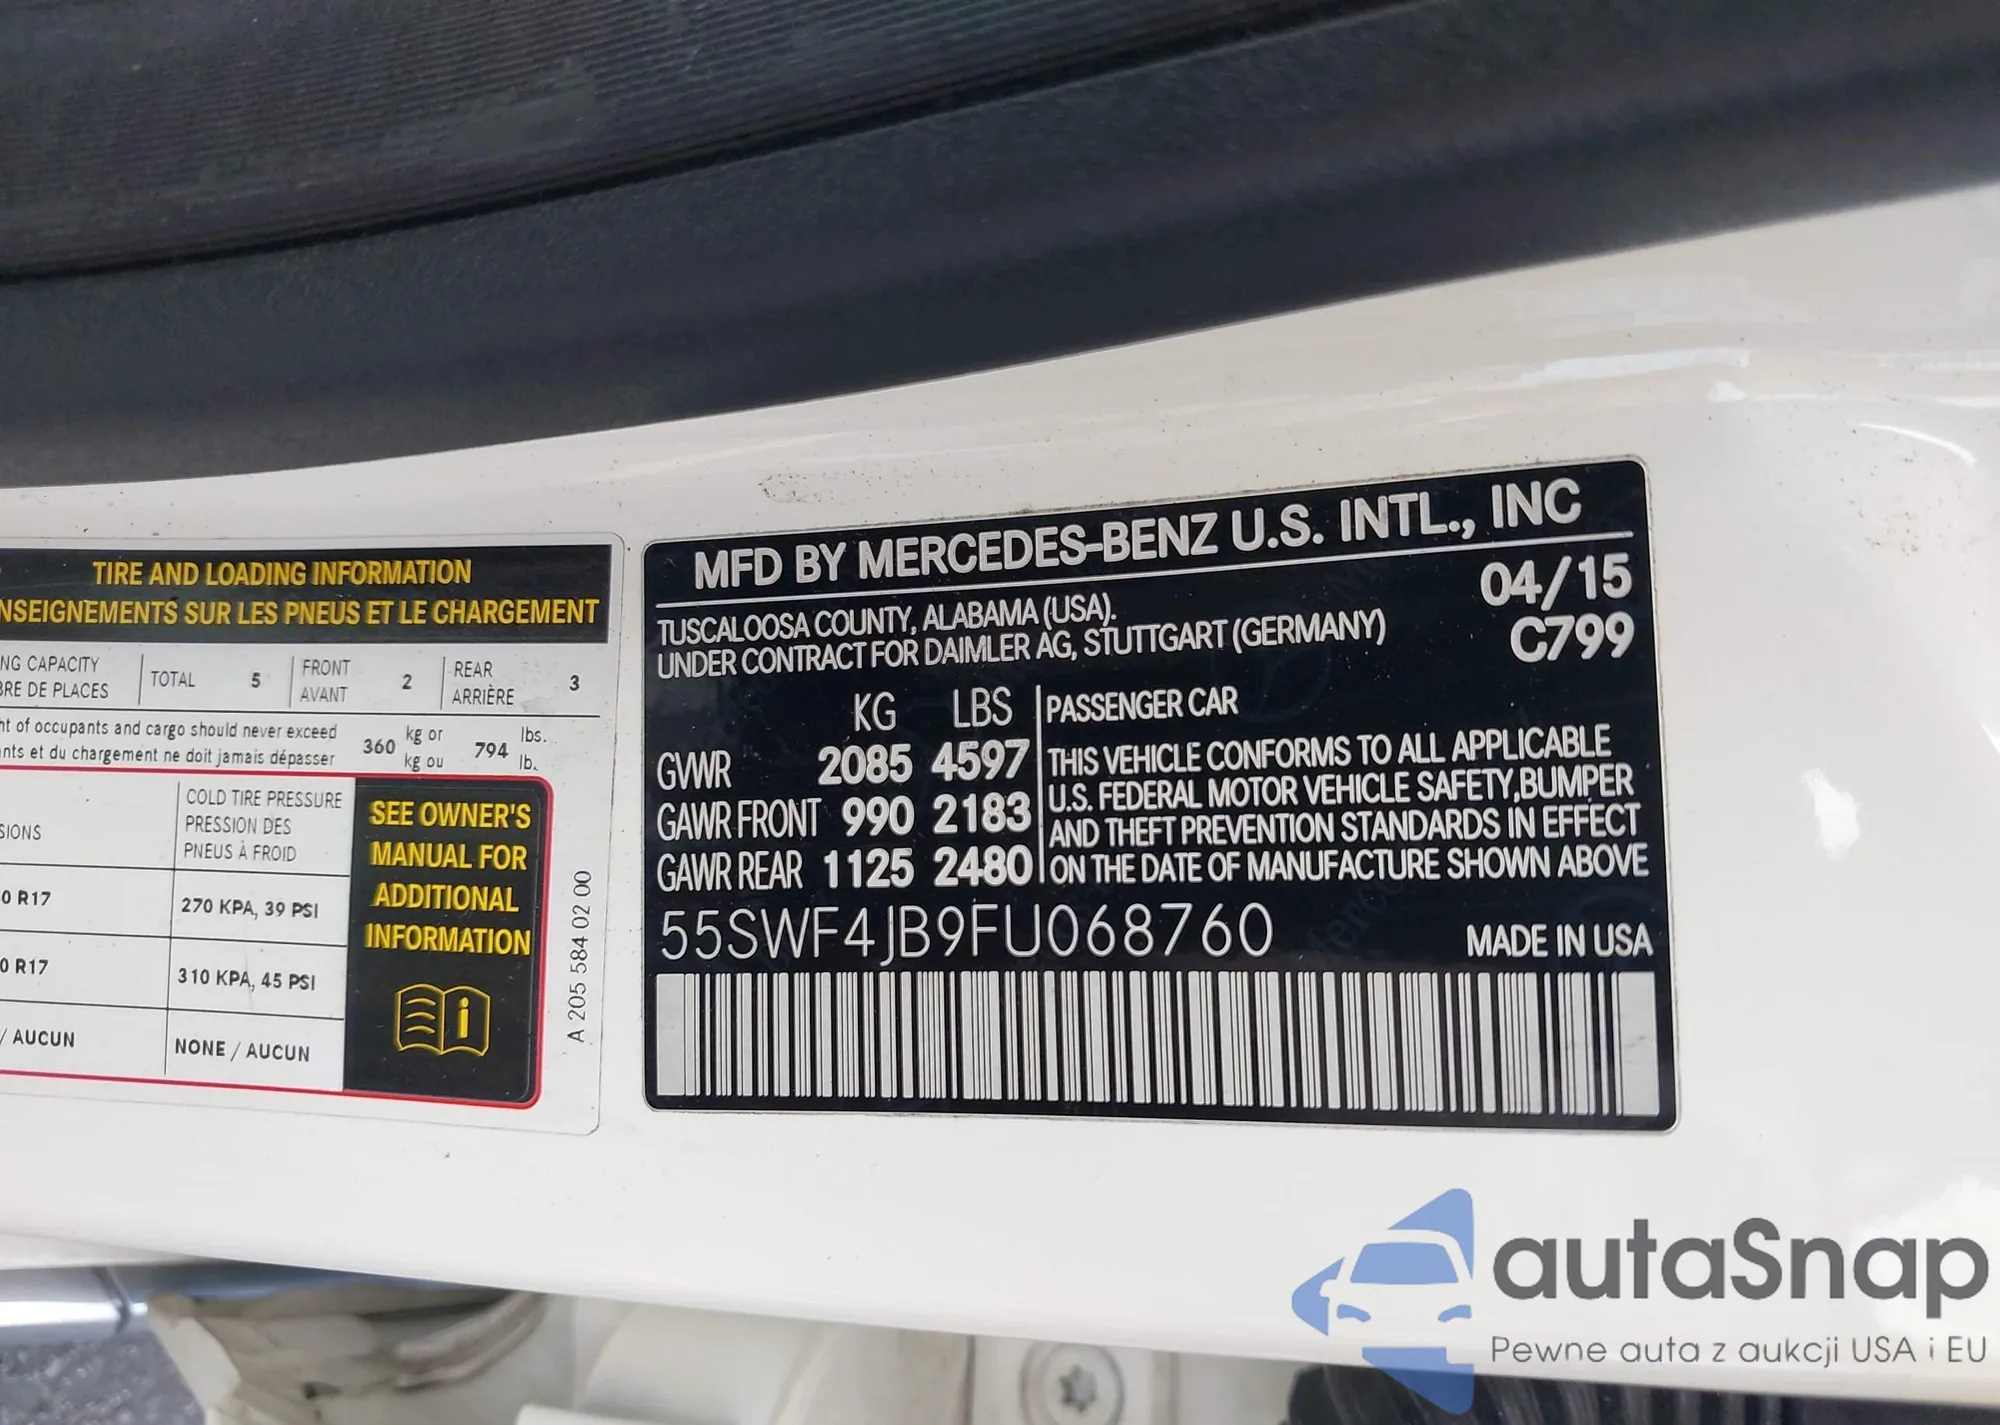 TIRE AND LOADING INFORMATION
NSEIGNEMENTS SUR LES PNEUS ET LE CHARGEMENT
NG CAPACITY
BRE DE PLACES
TOTAL 5
FRONT
AVANT
2
REAR
ARRIÈRE
3
ht of occupants and cargo should never exceed
ants et du chargement ne doit jamais dépasser
360 kg or
kg ou
794 lbs.
lb.
SIONS
COLD TIRE PRESSURE
PRESSION DES
PNEUS À FROID
0 R17
270 KPA, 39 PSI
0 R17
310 KPA, 45 PSI
/ AUCUN
NONE / AUCUN
SEE OWNER'S
MANUAL FOR
ADDITIONAL
INFORMATION
i
A 205 584 02 00
MFD BY MERCEDES-BENZ U.S. INTL., INC
TUSCALOOSA COUNTY, ALABAMA (USA).
UNDER CONTRACT FOR DAIMLER AG, STUTTGART (GERMANY)
04/15
C799
KG LBS
GVWR 2085 4597
GAWR FRONT 990 2183
GAWR REAR 1125 2480
PASSENGER CAR
THIS VEHICLE CONFORMS TO ALL APPLICABLE
U.S. FEDERAL MOTOR VEHICLE SAFETY,BUMPER
AND THEFT PREVENTION STANDARDS IN EFFECT
ON THE DATE OF MANUFACTURE SHOWN ABOVE
55SWF4JB9FU068760
MADE IN USA
autaSnap
Pewne auta z aukcji USA i EU